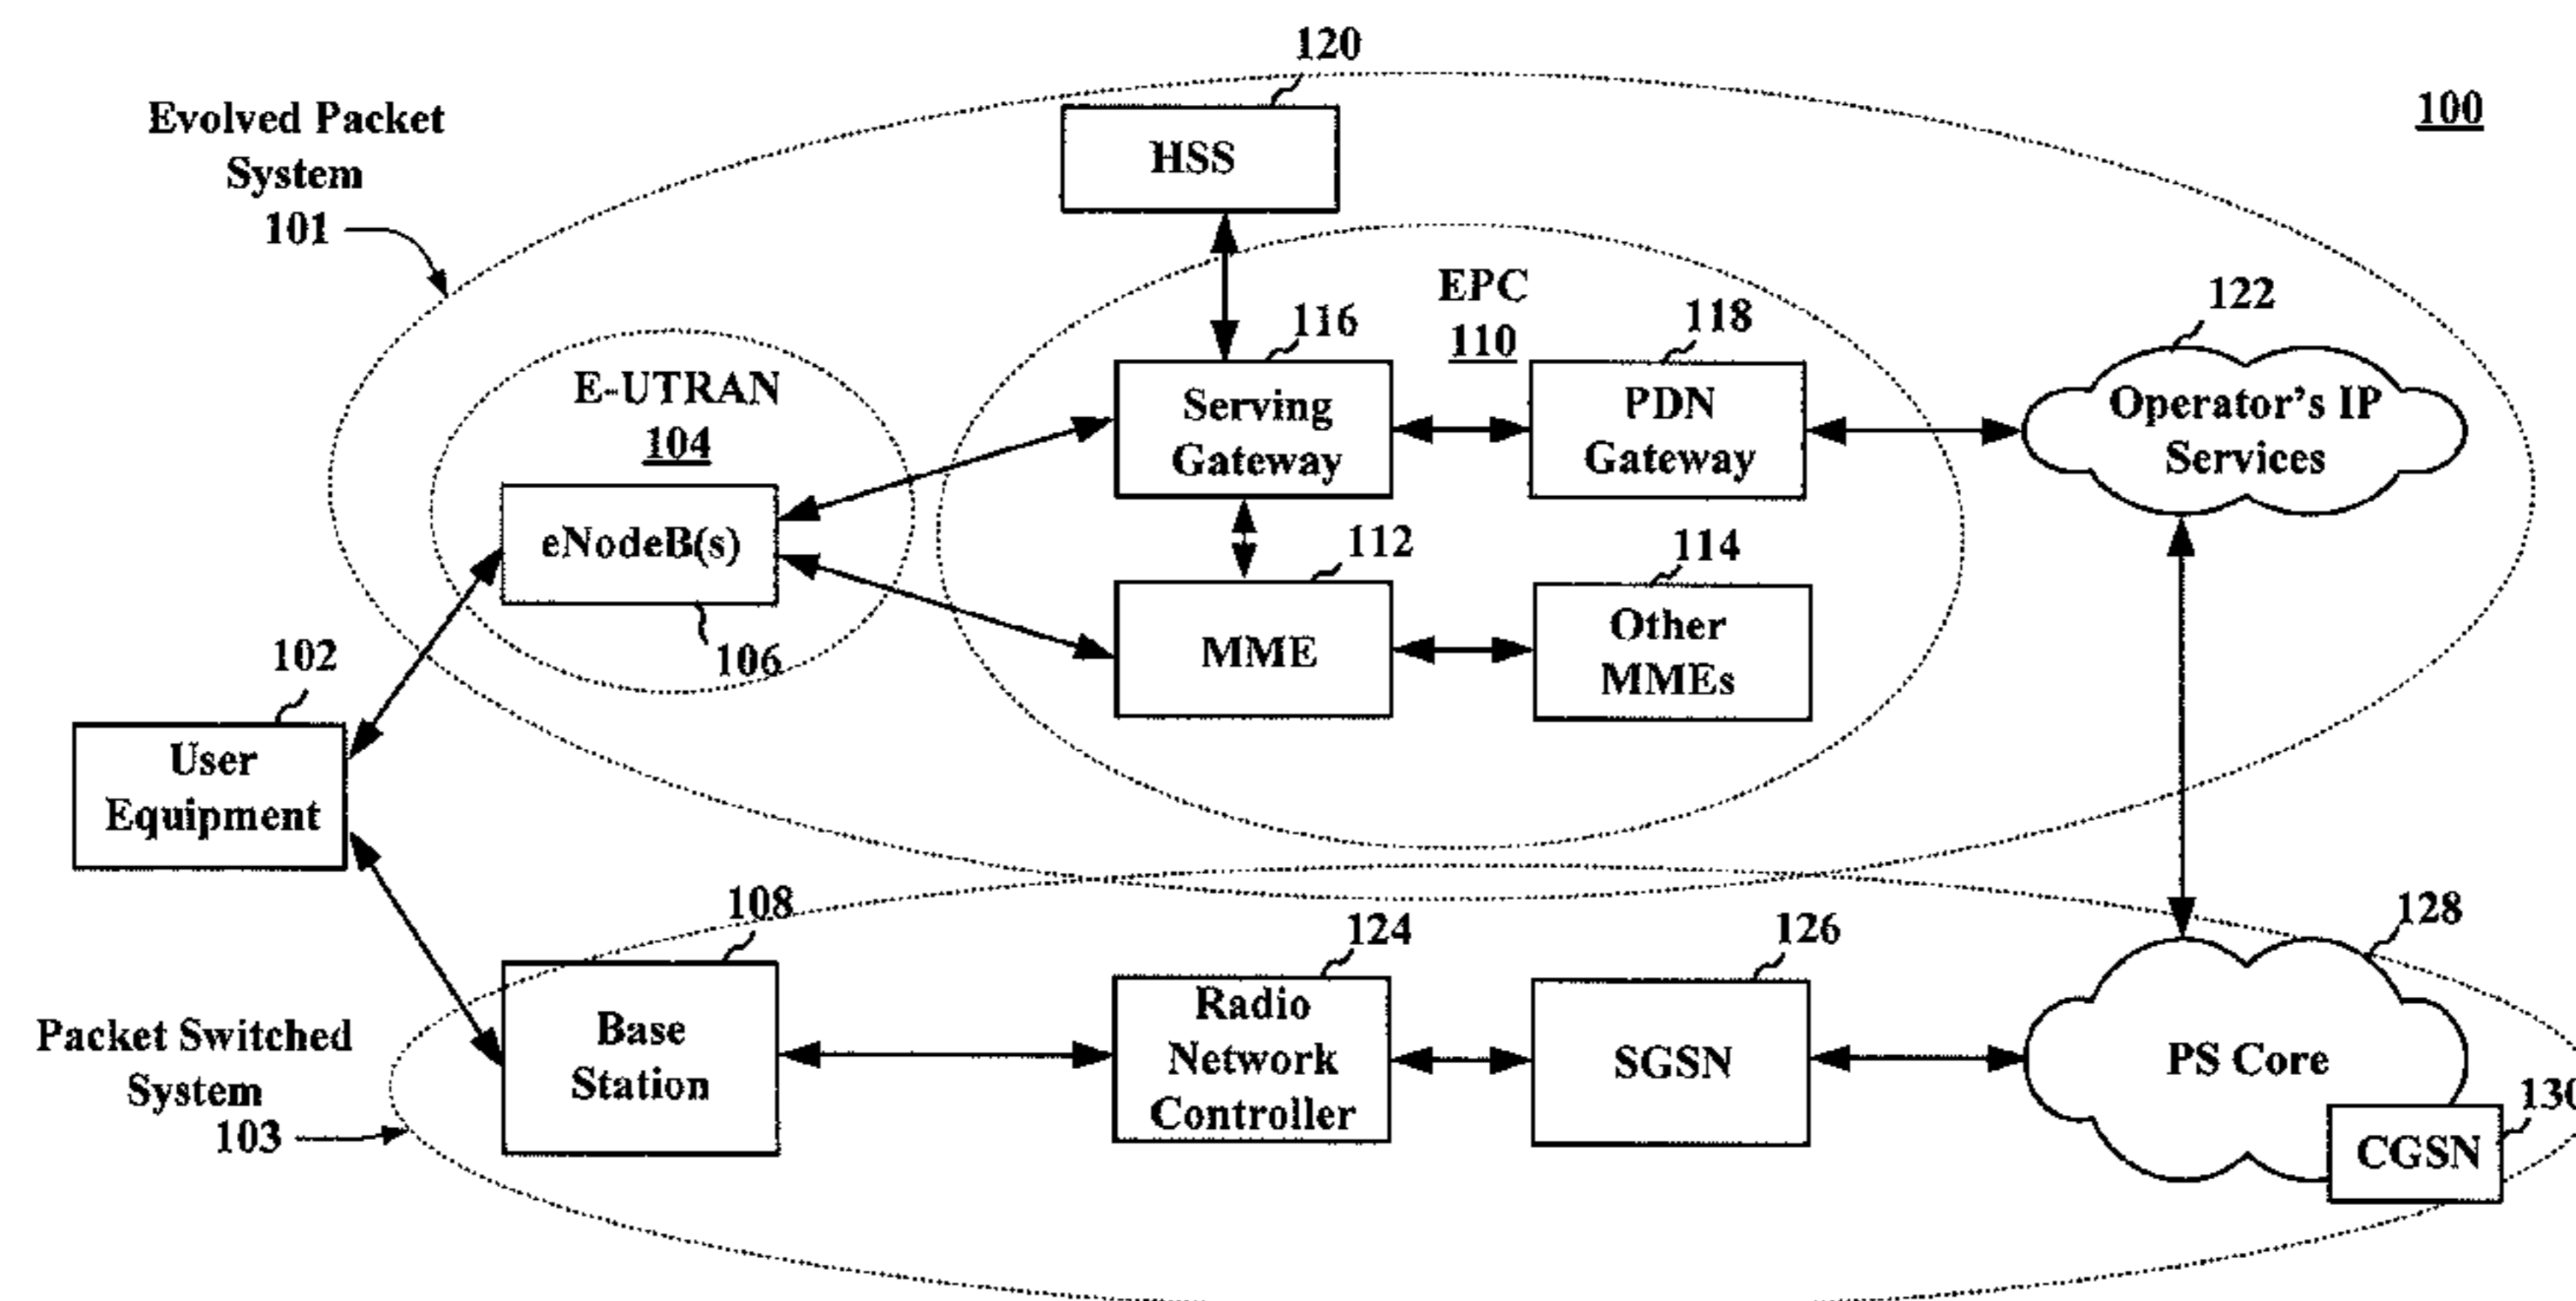 120
100
Evolved Packet
System
101
HSS
EPC
110
116
118
122
E-UTRAN
104
Serving
Gateway
PDN
Gateway
Operator's IP
Services
eNodeB(s)
106
112
114
MME
Other
MMEs
102
User
Equipment
108
124
126
128
Packet Switched
System
103
Base
Station
Radio
Network
Controller
SGSN
PS Core
130
CGSN